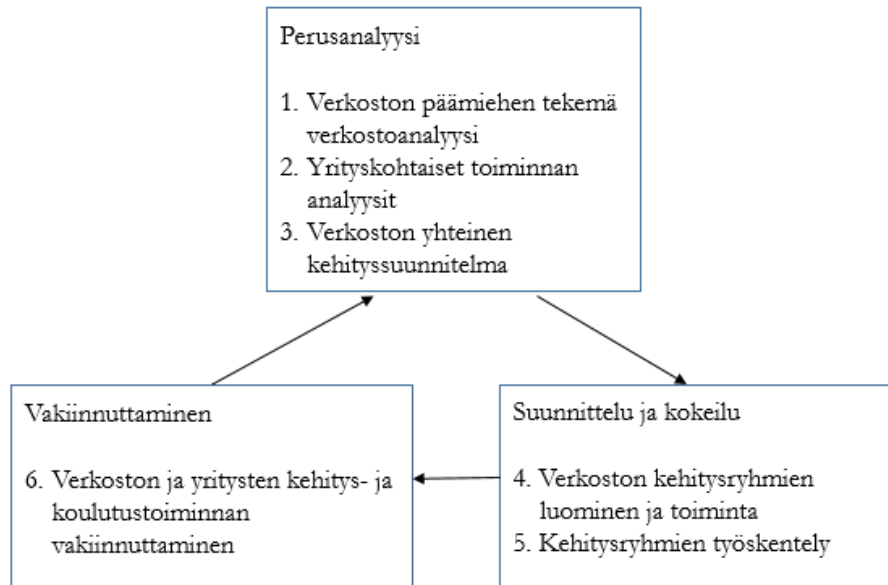 Perusanalyysi
1. Verkoston päämiehen tekemä
verkostoanalyysi
2. Yrityskohtaiset toiminnan
analyysit
3. Verkoston yhteinen
kehityssuunnitelma
Vakiinnuttaminen
6. Verkoston ja yritysten kehitys- ja
koulutustoiminnan
vakiinnuttaminen
Suunnittelu ja kokeilu
4. Verkoston kehitysryhmien
luominen ja toiminta
5. Kehitysryhmien työskentely